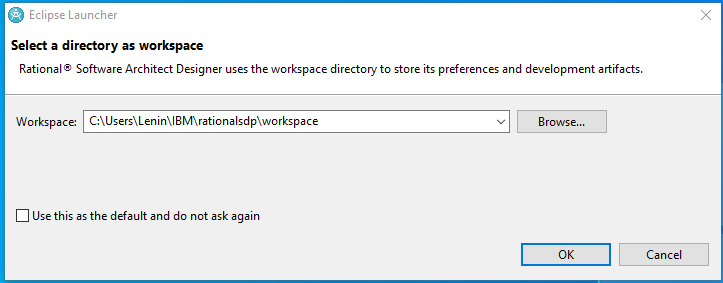 Eclipse Launcher
Select a directory as workspace
Rational® Software Architect Designer uses the workspace directory to store its preferences and development artifacts.
Workspace: C:\Users\Lenin\IBM\rationalsdp\workspace Browse...
Use this as the default and do not ask again
OK Cancel